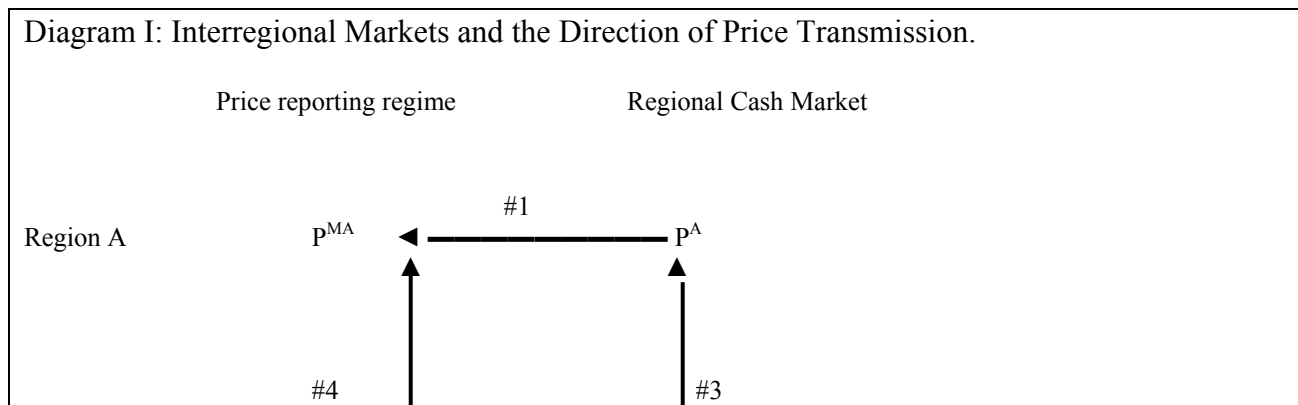 Diagram I: Interregional Markets and the Direction of Price Transmission.
Price reporting regime Regional Cash Market
#1
Region A P^MA P^A
#4 #3